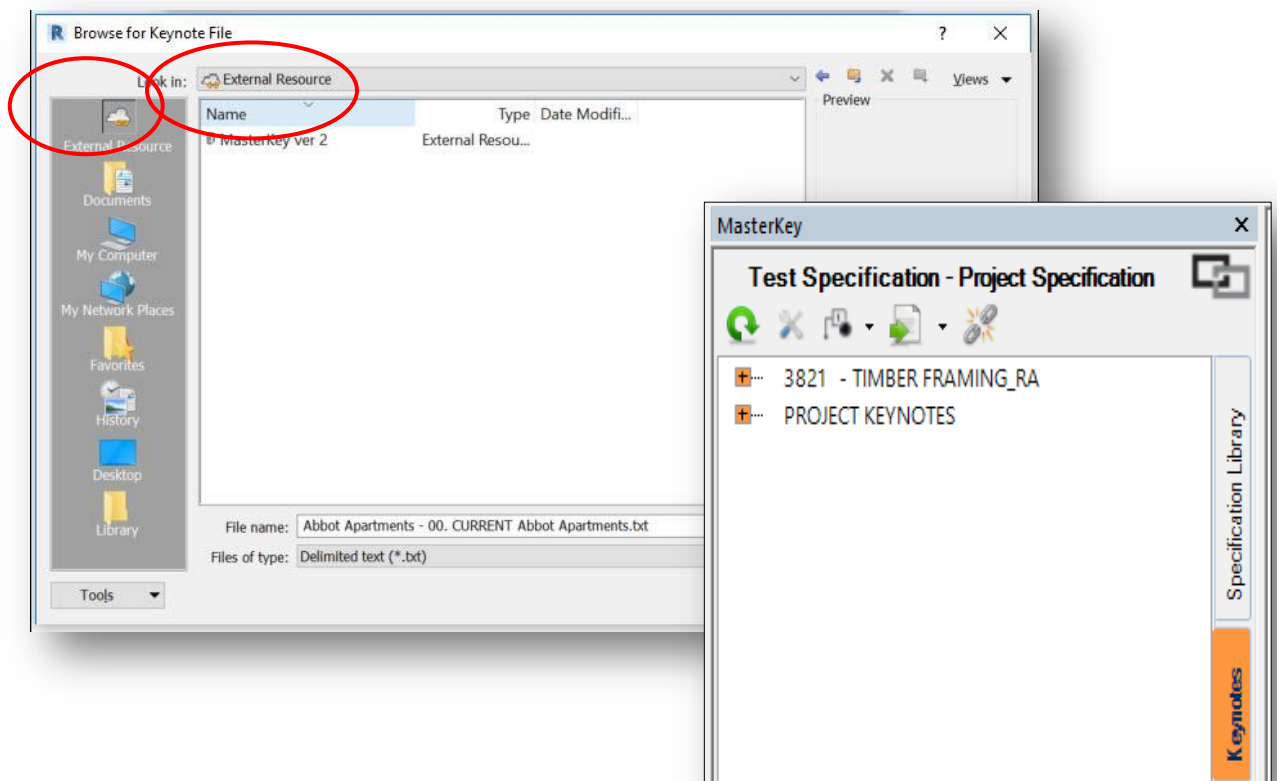 Browse for Keynote File
Look in: External Resource
Views
Name Type Date Modifi...
Preview
MasterKey ver 2 External Resou...
External Resource
Documents
My Computer
My Network Places
Favorites
History
Desktop
Library
File name: Abbot Apartments - 00. CURRENT Abbot Apartments.txt
Files of type: Delimited text (*.txt)
Tools
MasterKey
Test Specification - Project Specification
3821 - TIMBER FRAMING_RA
PROJECT KEYNOTES
Specification Library
Keynotes